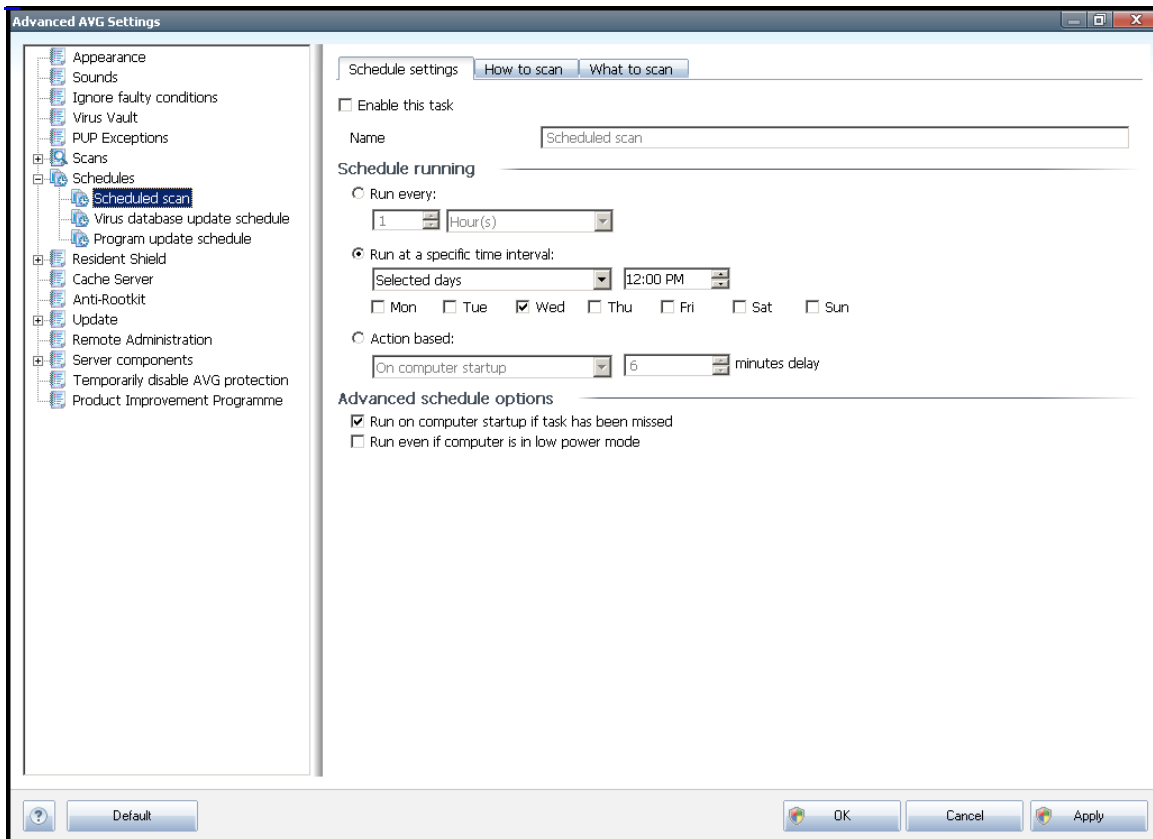 Advanced AVG Settings
Appearance
Sounds
Ignore faulty conditions
Virus Vault
PUP Exceptions
Scans
Schedules
Scheduled scan
Virus database update schedule
Program update schedule
Resident Shield
Cache Server
Anti-Rootkit
Update
Remote Administration
Server components
Temporarily disable AVG protection
Product Improvement Programme
Schedule settings How to scan What to scan
Enable this task
Name Scheduled scan
Schedule running
Run every:
1 Hour(s)
Run at a specific time interval:
Selected days 12:00 PM
Mon Tue Wed Thu Fri Sat Sun
Action based:
On computer startup 6 minutes delay
Advanced schedule options
Run on computer startup if task has been missed
Run even if computer is in low power mode
? Default OK Cancel Apply